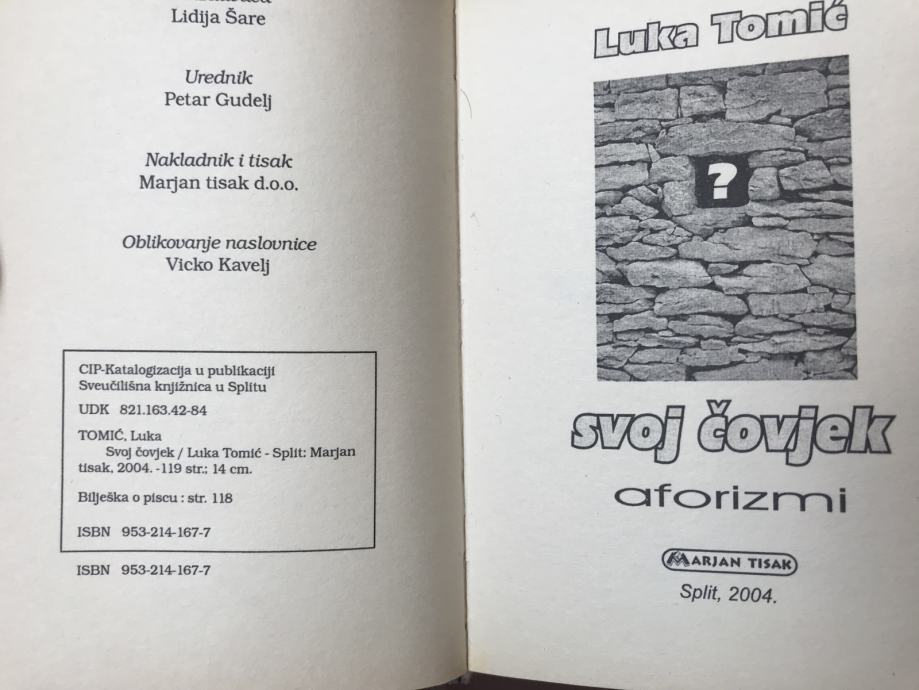 Lidija Šare
Urednik
Petar Gudelj
Nakladnik i tisak
Marjan tisak d.o.o.
Oblikovanje naslovnice
Vicko Kavelj
CIP-Katalogizacija u publikaciji
Sveučilišna knjižnica u Splitu
UDK 821.163.42-84
TOMIĆ, Luka
Svoj čovjek / Luka Tomić - Split: Marjan
tisak, 2004. -119 str.; 14 cm.
Bilješka o piscu : str. 118
ISBN 953-214-167-7
ISBN 953-214-167-7
Luka Tomić
?
svoj čovjek
aforizmi
MARJAN TISAK
Split, 2004.